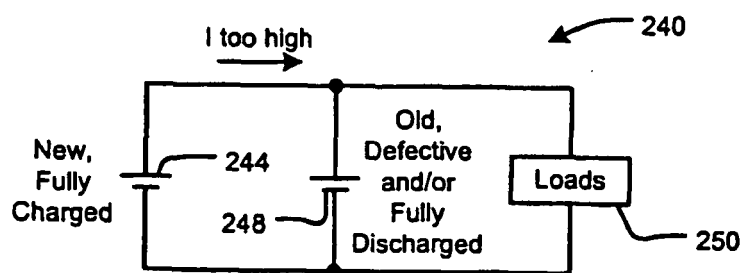 I too high
240
New,
Fully
Charged
244
Old,
Defective
and/or
Fully
Discharged
248
Loads
250